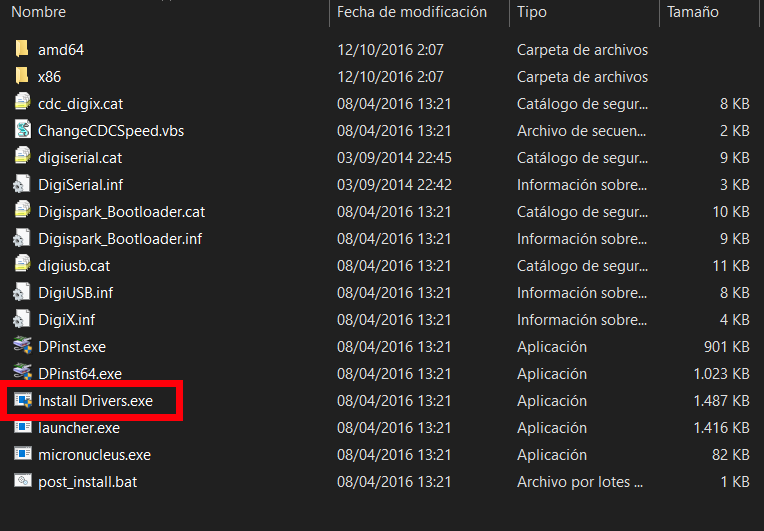 Nombre Fecha de modificación Tipo Tamaño
amd64 12/10/2016 2:07 Carpeta de archivos
x86 12/10/2016 2:07 Carpeta de archivos
cdc_digix.cat 08/04/2016 13:21 Catálogo de segur... 8 KB
ChangeCDCSpeed.vbs 08/04/2016 13:21 Archivo de secuen... 2 KB
digiserial.cat 03/09/2014 22:45 Catálogo de segur... 9 KB
DigiSerial.inf 03/09/2014 22:42 Información sobre... 3 KB
Digispark_Bootloader.cat 08/04/2016 13:21 Catálogo de segur... 10 KB
Digispark_Bootloader.inf 08/04/2016 13:21 Información sobre... 9 KB
digiusb.cat 08/04/2016 13:21 Catálogo de segur... 11 KB
DigiUSB.inf 08/04/2016 13:21 Información sobre... 8 KB
DigiX.inf 08/04/2016 13:21 Información sobre... 4 KB
DPinst.exe 08/04/2016 13:21 Aplicación 901 KB
DPinst64.exe 08/04/2016 13:21 Aplicación 1.023 KB
Install Drivers.exe 08/04/2016 13:21 Aplicación 1.487 KB
launcher.exe 08/04/2016 13:21 Aplicación 1.416 KB
micronucleus.exe 08/04/2016 13:21 Aplicación 82 KB
post_install.bat 08/04/2016 13:21 Archivo por lotes ... 1 KB